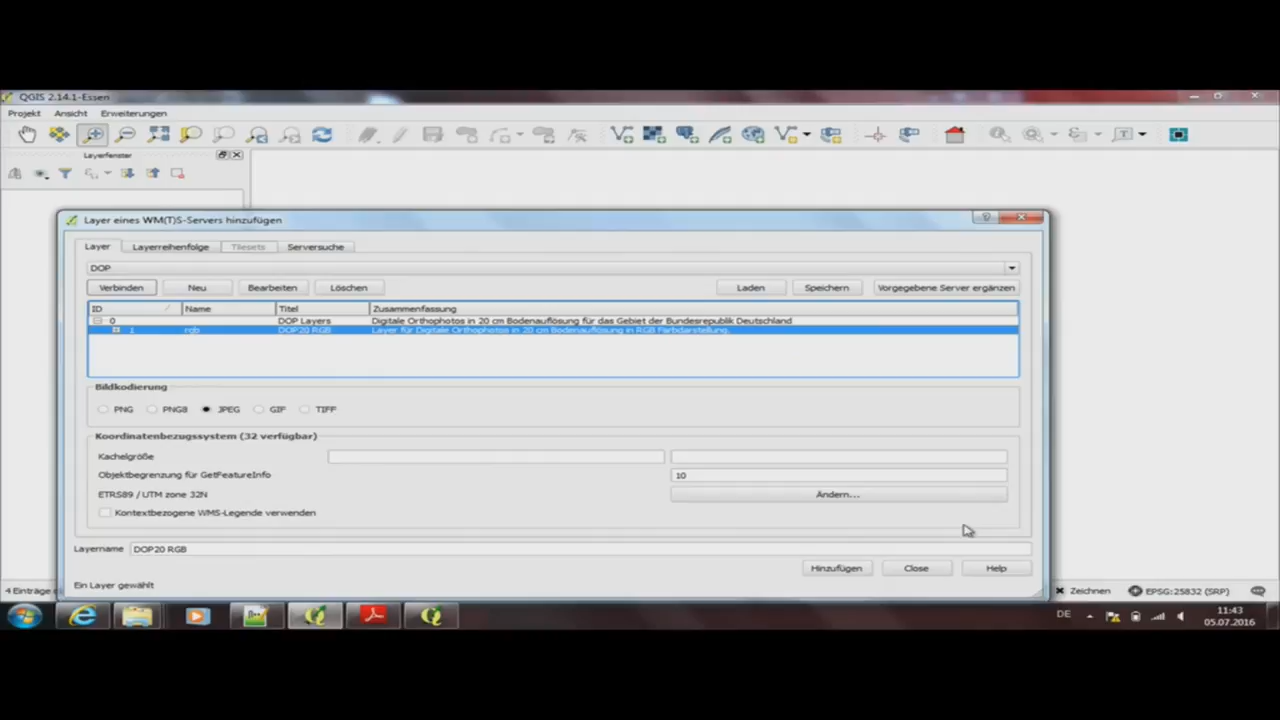 QGIS 2.14.1-Essen
Projekt Ansicht Erweiterungen
Layerfenster
Layer eines WM(T)S-Servers hinzufügen
Layer Layerreihenfolge Tilesets Serversuche
DOP
Verbinden Neu Bearbeiten Löschen Laden Speichern Vorgegebene Server ergänzen
ID Name Titel Zusammenfassung
0 DOP Layers Digitale Orthophotos in 20 cm Bodenauflösung für das Gebiet der Bundesrepublik Deutschland
1 rgb DOP20 RGB Layer für Digitale Orthophotos in 20 cm Bodenauflösung in RGB Farbdarstellung.
Bildkodierung
PNG PNG8 JPEG GIF TIFF
Koordinatenbezugssystem (32 verfügbar)
Kachelgröße
Objektbegrenzung für GetFeatureInfo 10
ETRS89 / UTM zone 32N Ändern...
Kontextbezogene WMS-Legende verwenden
Layername DOP20 RGB
Hinzufügen Close Help
Ein Layer gewählt
4 Einträge Zeichnen EPSG:25832 (SRP)
DE 11:43
05.07.2016